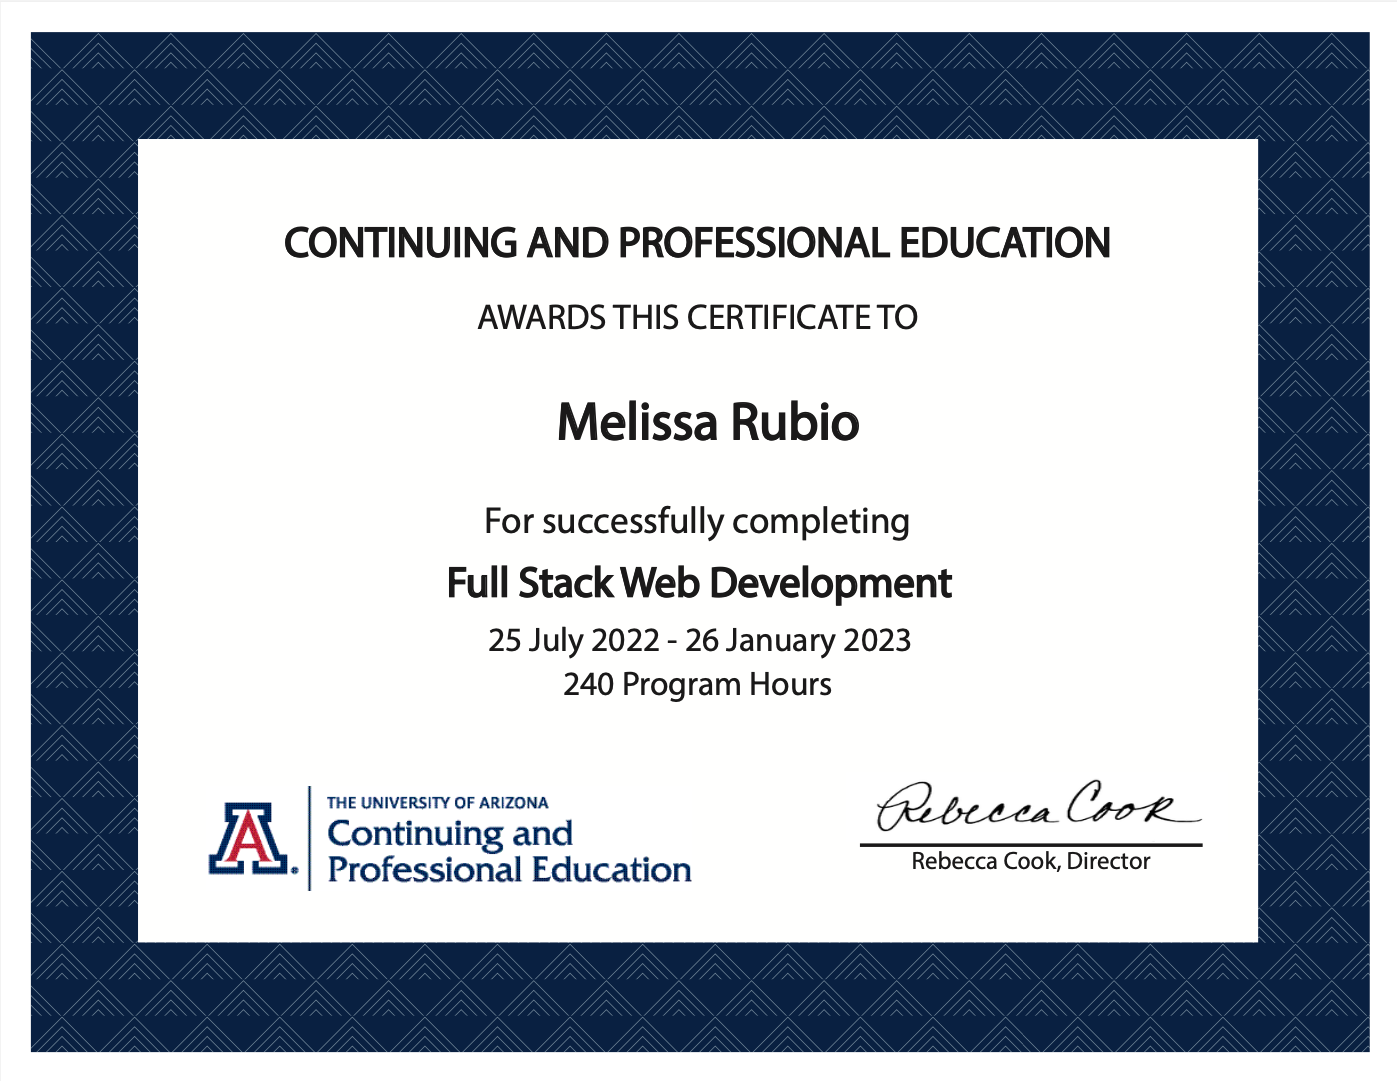 CONTINUING AND PROFESSIONAL EDUCATION
AWARDS THIS CERTIFICATE TO
Melissa Rubio
For successfully completing
Full Stack Web Development
25 July 2022 - 26 January 2023
240 Program Hours
A
THE UNIVERSITY OF ARIZONA
Continuing and
Professional Education
Rebecca Cook
Rebecca Cook, Director